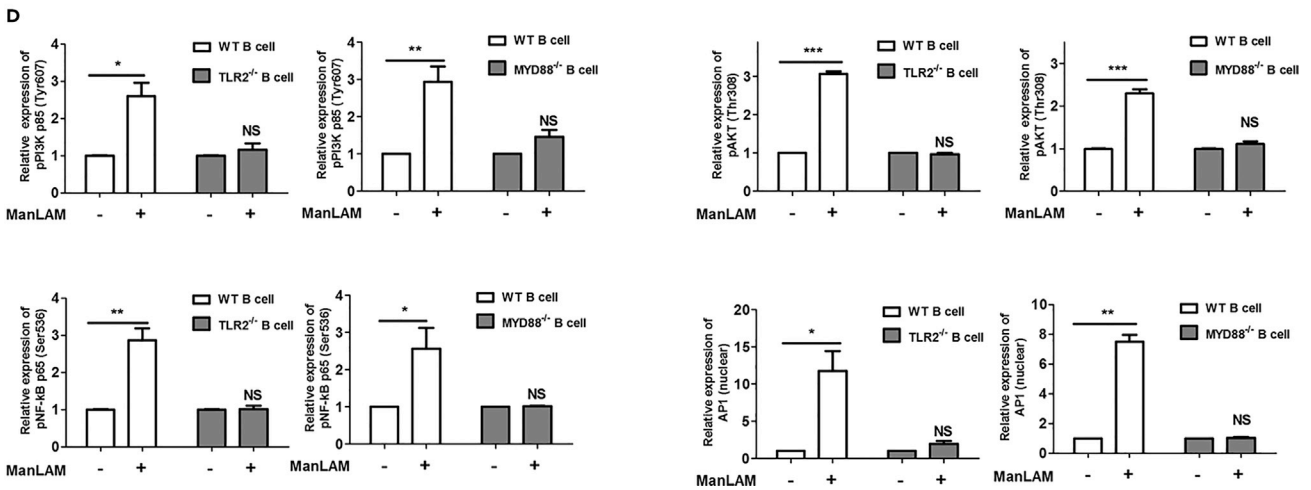 D
Relative expression of
pPI3K p85 (Tyr607)
4
3
2
1
0
*
NS
WT B cell
TLR2-/- B cell
ManLAM - + - +
Relative expression of
pPI3K p85 (Tyr607)
4
3
2
1
0
**
NS
WT B cell
MYD88-/- B cell
ManLAM - + - +
Relative expression of
pAKT (Thr308)
4
3
2
1
0
***
NS
WT B cell
TLR2-/- B cell
ManLAM - + - +
Relative expression of
pAKT (Thr308)
4
3
2
1
0
***
NS
WT B cell
MYD88-/- B cell
ManLAM - + - +
Relative expression of
pNF-kB p65 (Ser536)
4
3
2
1
0
**
NS
WT B cell
TLR2-/- B cell
ManLAM - + - +
Relative expression of
pNF-kB p65 (Ser536)
4
3
2
1
0
*
NS
WT B cell
MYD88-/- B cell
ManLAM - + - +
Relative expression of
AP1 (nuclear)
20
15
10
5
0
*
NS
WT B cell
TLR2-/- B cell
ManLAM - + - +
Relative expression of
AP1 (nuclear)
10
8
6
4
2
0
**
NS
WT B cell
MYD88-/- B cell
ManLAM - + - +